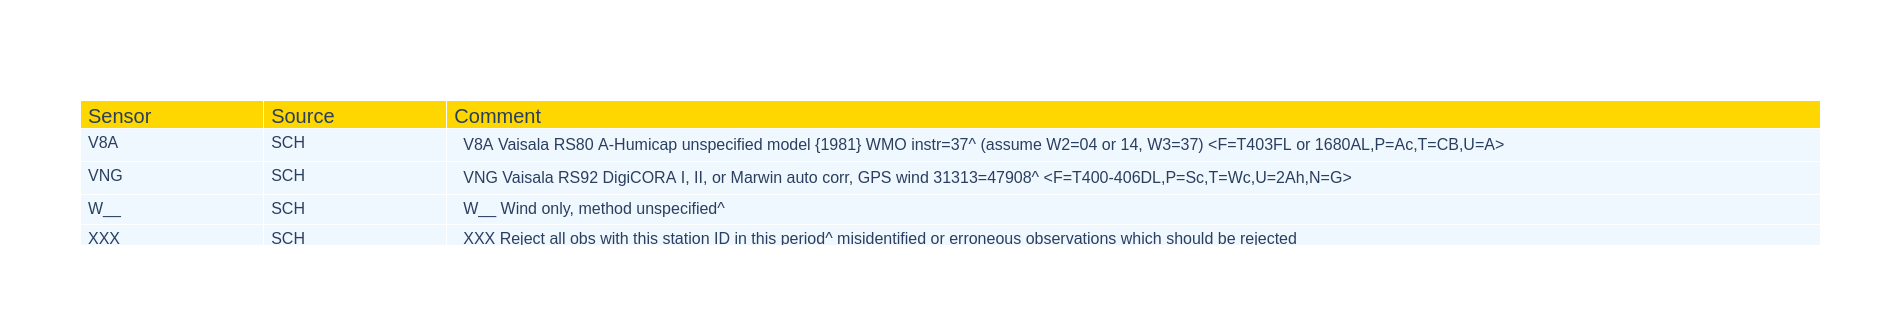 Sensor Source Comment
V8A SCH V8A Vaisala RS80 A-Humicap unspecified model {1981} WMO instr=37^ (assume W2=04 or 14, W3=37) <F=T403FL or 1680AL,P=Ac,T=CB,U=A>
VNG SCH VNG Vaisala RS92 DigiCORA I, II, or Marwin auto corr, GPS wind 31313=47908^ <F=T400-406DL,P=Sc,T=Wc,U=2Ah,N=G>
W__ SCH W__ Wind only, method unspecified^
XXX SCH XXX Reject all obs with this station ID in this period^ misidentified or erroneous observations which should be rejected